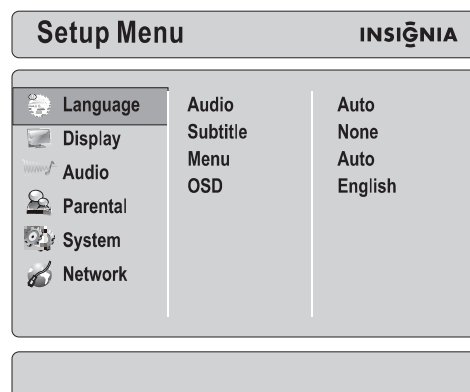 Setup Menu
INSIGNIA
Language
Display
Audio
Parental
System
Network
Audio Auto
Subtitle None
Menu Auto
OSD English